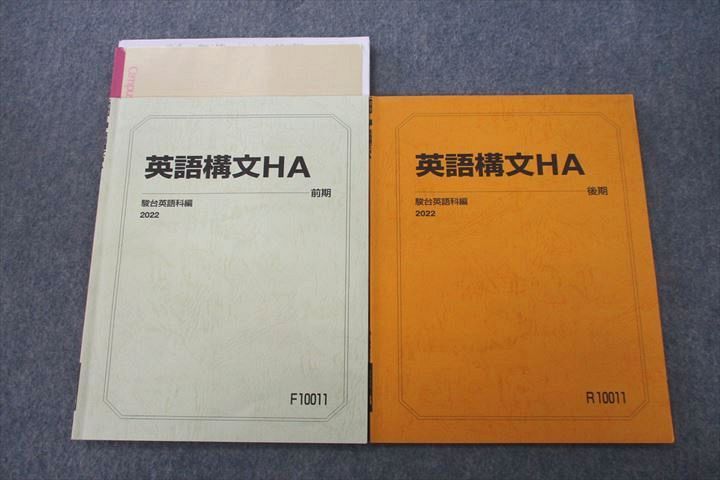 Campus
英語構文HA
前期
駿台英語科編
2022
F10011
英語構文HA
後期
駿台英語科編
2022
R10011